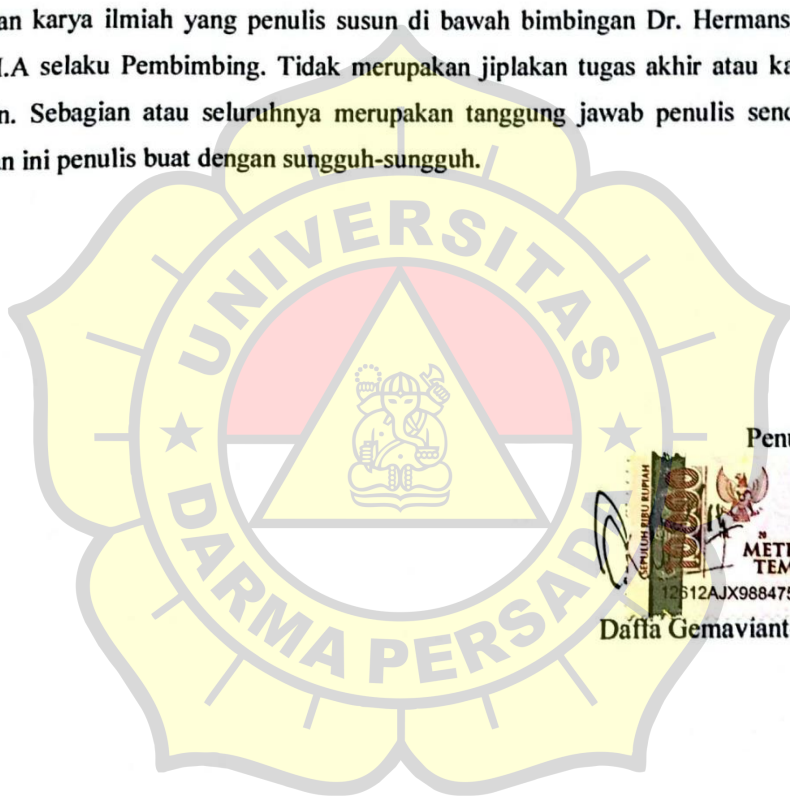 an karya ilmiah yang penulis susun di bawah bimbingan Dr. Hermans
I.A selaku Pembimbing. Tidak merupakan jiplakan tugas akhir atau ka
n. Sebagian atau seluruhnya merupakan tanggung jawab penulis send
an ini penulis buat dengan sungguh-sungguh.
UNIVERSITAS
DARMA PERSADA
Penu
SEPULUH RIBU RUPIAH
10000
METE
TEM
12612AJX988475
Daffa Gemaviant